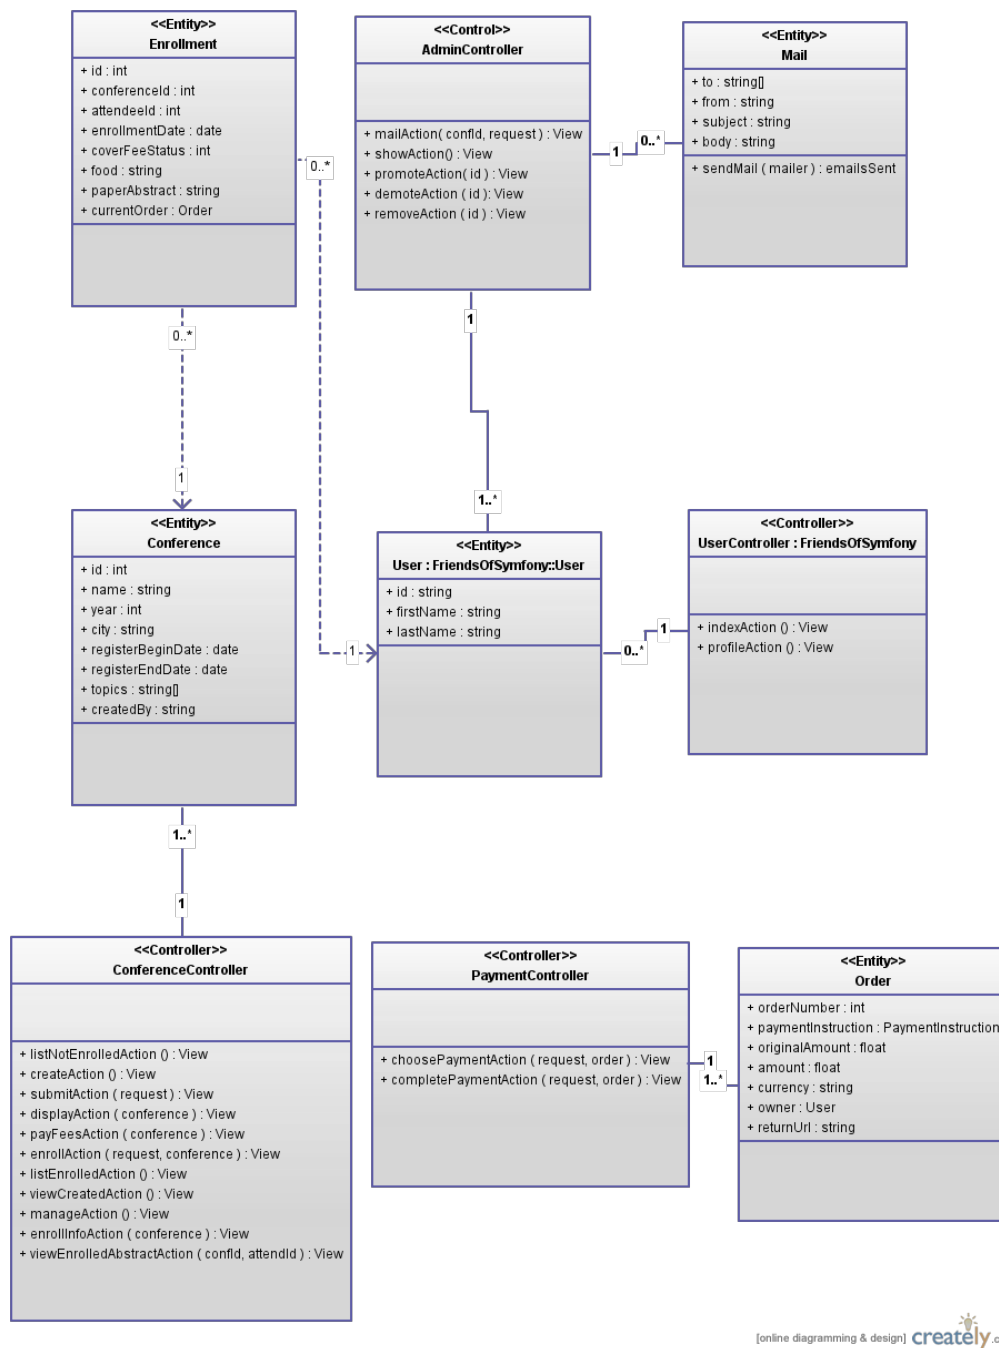 <<Entity>>
Enrollment
+ id : int
+ conferenceId : int
+ attendeeId : int
+ enrollmentDate : date
+ coverFeeStatus : int
+ food : string
+ paperAbstract : string
+ currentOrder : Order
<<Control>>
AdminController
+ mailAction( confId, request ) : View
+ showAction() : View
+ promoteAction( id ) : View
+ demoteAction ( id ): View
+ removeAction ( id ) : View
<<Entity>>
Mail
+ to : string[]
+ from : string
+ subject : string
+ body : string
+ sendMail ( mailer ) : emailsSent
1
0..*
0..*
0..*
1
1
1..*
1
0..*
1
<<Entity>>
Conference
+ id : int
+ name : string
+ year : int
+ city : string
+ registerBeginDate : date
+ registerEndDate : date
+ topics : string[]
+ createdBy : string
<<Entity>>
User : FriendsOfSymfony::User
+ id : string
+ firstName : string
+ lastName : string
<<Controller>>
UserController : FriendsOfSymfony
+ indexAction () : View
+ profileAction () : View
1..*
1
<<Controller>>
ConferenceController
+ listNotEnrolledAction () : View
+ createAction () : View
+ submitAction ( request ) : View
+ displayAction ( conference ) : View
+ payFeesAction ( conference ) : View
+ enrollAction ( request, conference ) : View
+ listEnrolledAction () : View
+ viewCreatedAction () : View
+ manageAction () : View
+ enrollInfoAction ( conference ) : View
+ viewEnrolledAbstractAction ( confId, attendId ) : View
<<Controller>>
PaymentController
+ choosePaymentAction ( request, order ) : View
+ completePaymentAction ( request, order ) : View
1
1..*
<<Entity>>
Order
+ orderNumber : int
+ paymentInstruction : PaymentInstruction
+ originalAmount : float
+ amount : float
+ currency : string
+ owner : User
+ returnUrl : string
[online diagramming & design] creately.c